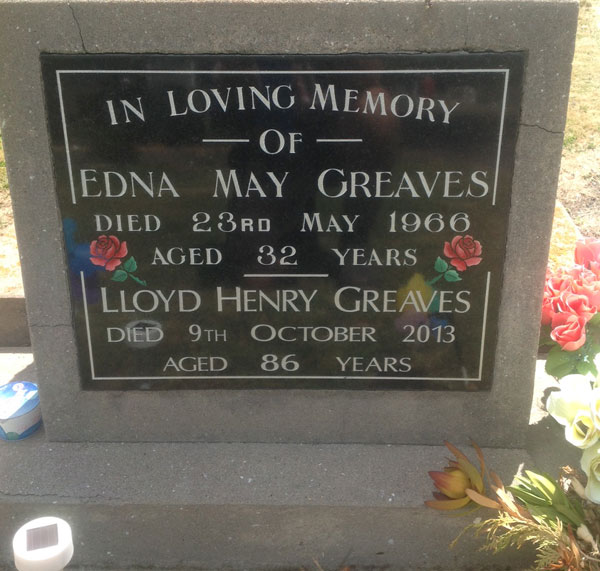 IN LOVING MEMORY
OF
EDNA MAY GREAVES
DIED 23RD MAY 1966
AGED 32 YEARS
LLOYD HENRY GREAVES
DIED 9TH OCTOBER 2013
AGED 86 YEARS